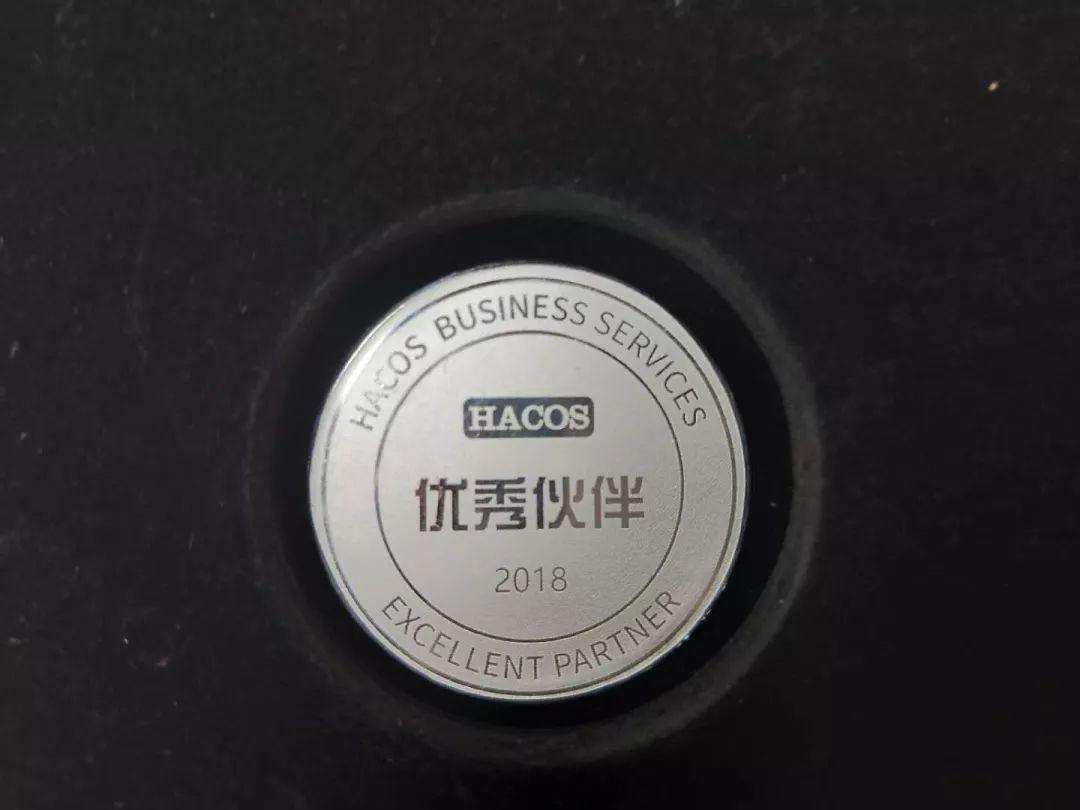 HACOS BUSINESS SERVICES
HACOS
优秀伙伴
2018
EXCELLENT PARTNER